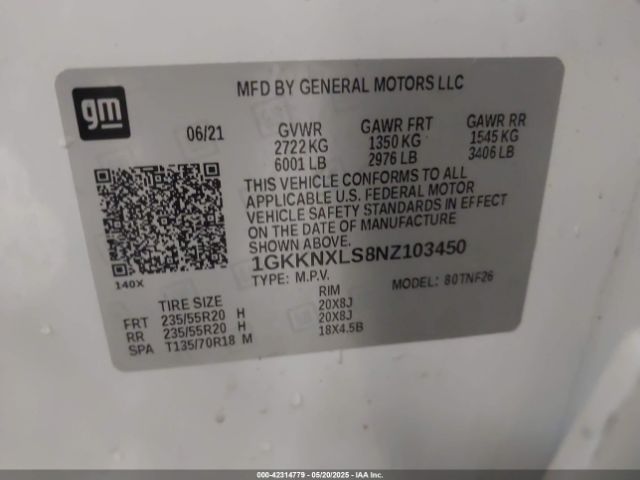 MFD BY GENERAL MOTORS LLC
gm
06/21 GVWR GAWR FRT GAWR RR
2722 KG 1350 KG 1545 KG
6001 LB 2976 LB 3406 LB
THIS VEHICLE CONFORMS TO ALL
APPLICABLE U.S. FEDERAL MOTOR
VEHICLE SAFETY STANDARDS IN EFFECT
ON THE DATE OF MANUFACTURE
SHOWN ABOVE.
1GKKNXLS8NZ103450
140X
TYPE: M.P.V. MODEL: 80TNF26
TIRE SIZE RIM
FRT 235/55R20 H 20X8J
RR 235/55R20 H 20X8J
SPA T135/70R18 M 18X4.5B
000-42314779 — 05/20/2025 — IAA Inc.